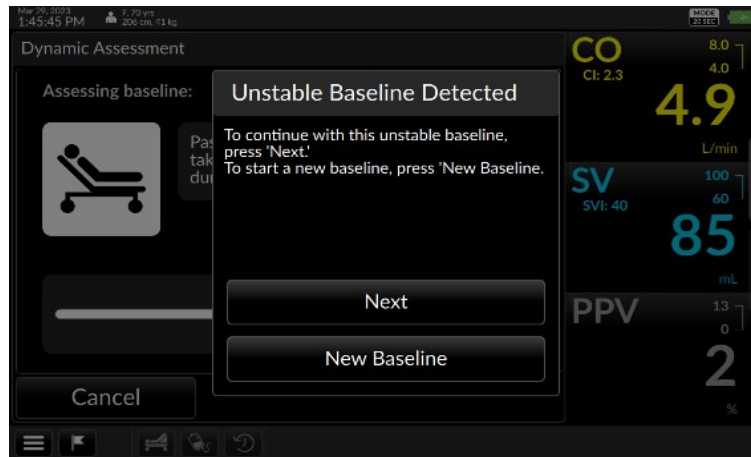 Mar 29, 2023
1:45:45 PM
F, 70 yrs
206 cm, 41 kg
MODE
20 SEC
Dynamic Assessment
Assessing baseline:
Unstable Baseline Detected
To continue with this unstable baseline,
press 'Next.'
To start a new baseline, press 'New Baseline.
Next
New Baseline
Cancel
CO
CI: 2.3
8.0
4.0
4.9
L/min
SV
SVI: 40
100
60
85
mL
PPV
13
0
2
%